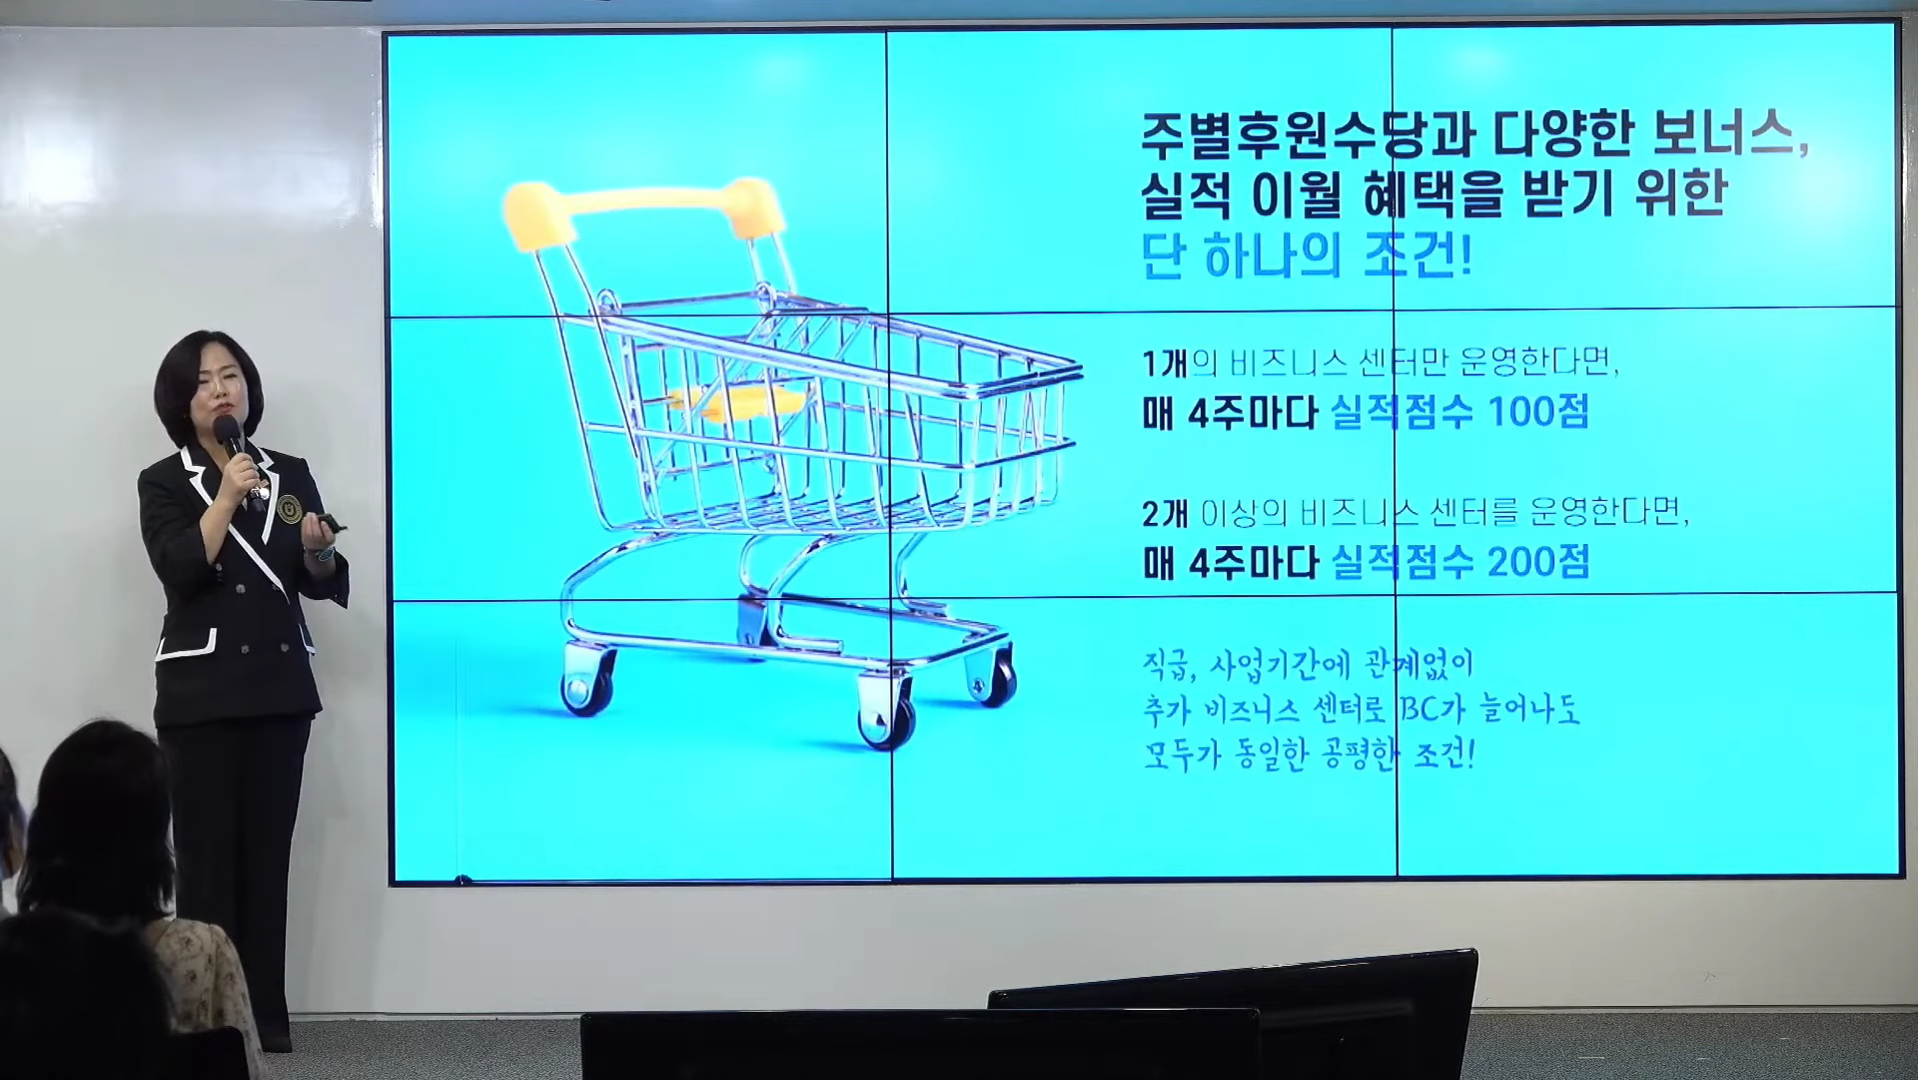 주별후원수당과 다양한 보너스,
실적 이월 혜택을 받기 위한
단 하나의 조건!
1개의 비즈니스 센터만 운영한다면,
매 4주마다 실적점수 100점
2개 이상의 비즈니스 센터를 운영한다면,
매 4주마다 실적점수 200점
직급, 사업기간에 관계없이
추가 비즈니스 센터로 BC가 늘어나도
모두가 동일한 공평한 조건!